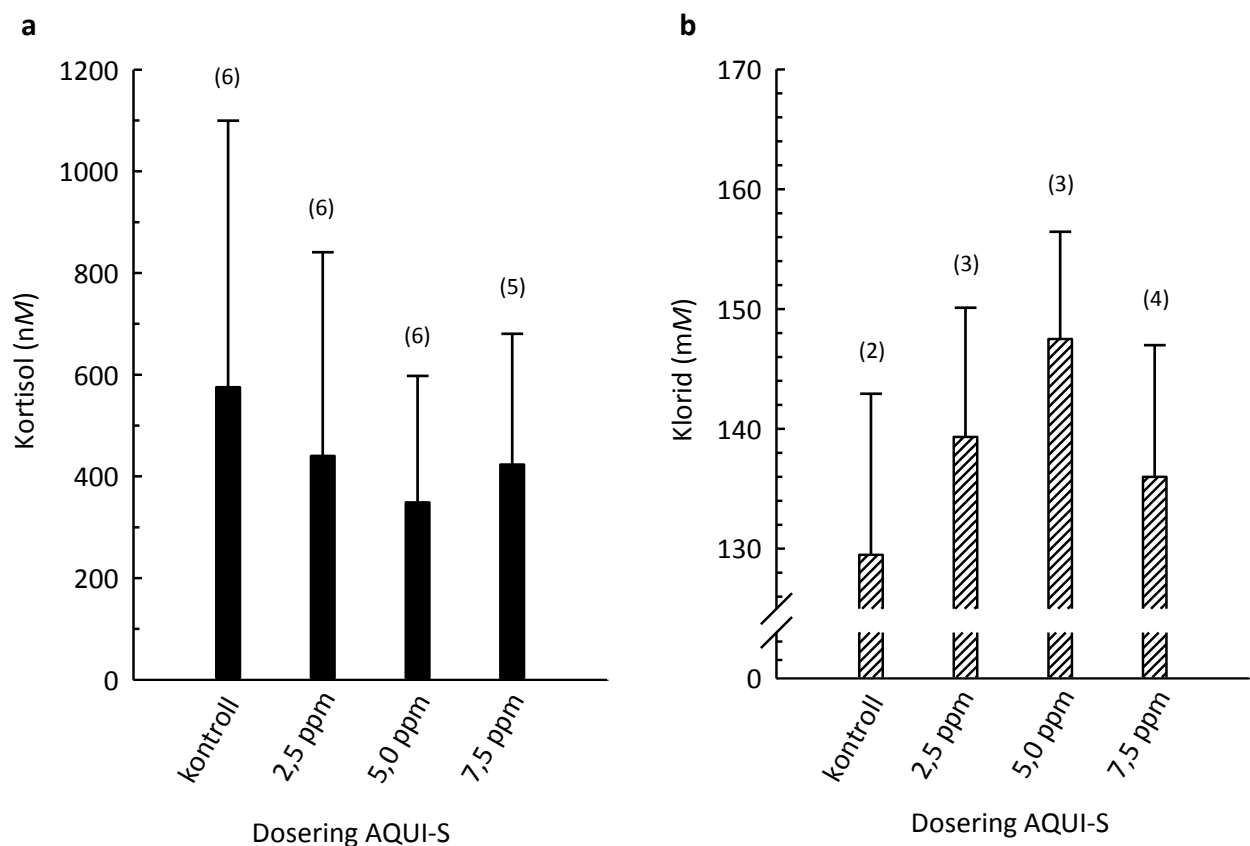 a
1200
1000
800
600
400
200
0
Kortisol (nM)
(6)
(6)
(6)
(5)
kontroll
2,5 ppm
5,0 ppm
7,5 ppm
Dosering AQUI-S
b
170
160
150
140
130
0
Klorid (mM)
(2)
(3)
(3)
(4)
kontroll
2,5 ppm
5,0 ppm
7,5 ppm
Dosering AQUI-S